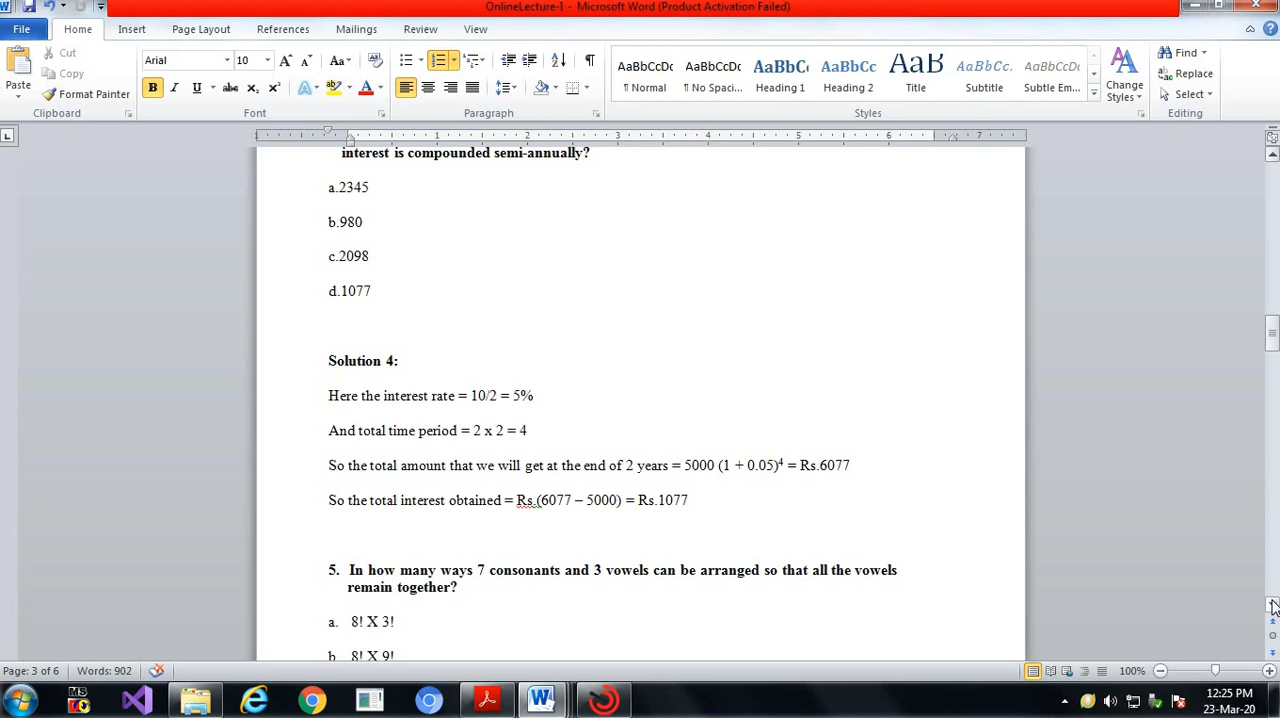 OnlineLecture-I - Microsoft Word (Product Activation Failed)
File Home Insert Page Layout References Mailings Review View
Paste
Cut
Copy
Format Painter
Clipboard
Arial 10
Font
Paragraph
AaBbCcDc AaBbCcDc AaBbC AaBbCc AaB AaBbCc. AaBbCcDc
¶ Normal ¶ No Spaci... Heading 1 Heading 2 Title Subtitle Subtle Em...
Change Styles
Styles
Find
Replace
Select
Editing
1 1 2 3 4 5 6 7
interest is compounded semi-annually?
a.2345
b.980
c.2098
d.1077
Solution 4:
Here the interest rate = 10/2 = 5%
And total time period = 2 x 2 = 4
So the total amount that we will get at the end of 2 years = 5000 (1 + 0.05)⁴ = Rs.6077
So the total interest obtained = Rs.(6077 – 5000) = Rs.1077
5. In how many ways 7 consonants and 3 vowels can be arranged so that all the vowels
remain together?
a. 8! X 3!
b. 8! X 9!
Page: 3 of 6 Words: 902 100%
12:25 PM
23-Mar-20